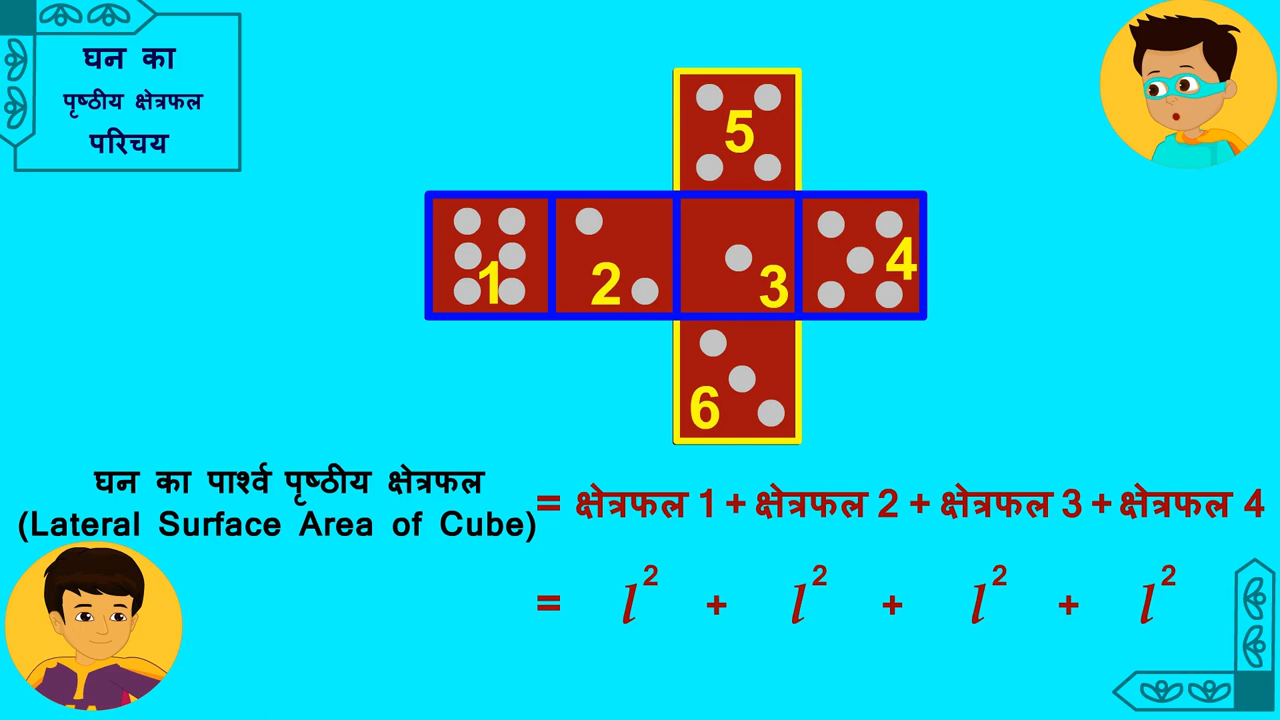 घन का
पृष्ठीय क्षेत्रफल
परिचय
5
1 2 3 4
6
घन का पार्श्व पृष्ठीय क्षेत्रफल
(Lateral Surface Area of Cube)
= क्षेत्रफल 1 + क्षेत्रफल 2 + क्षेत्रफल 3 + क्षेत्रफल 4
= l² + l² + l² + l²